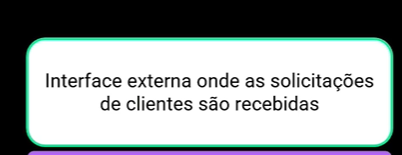 Interface externa onde as solicitações
de clientes são recebidas